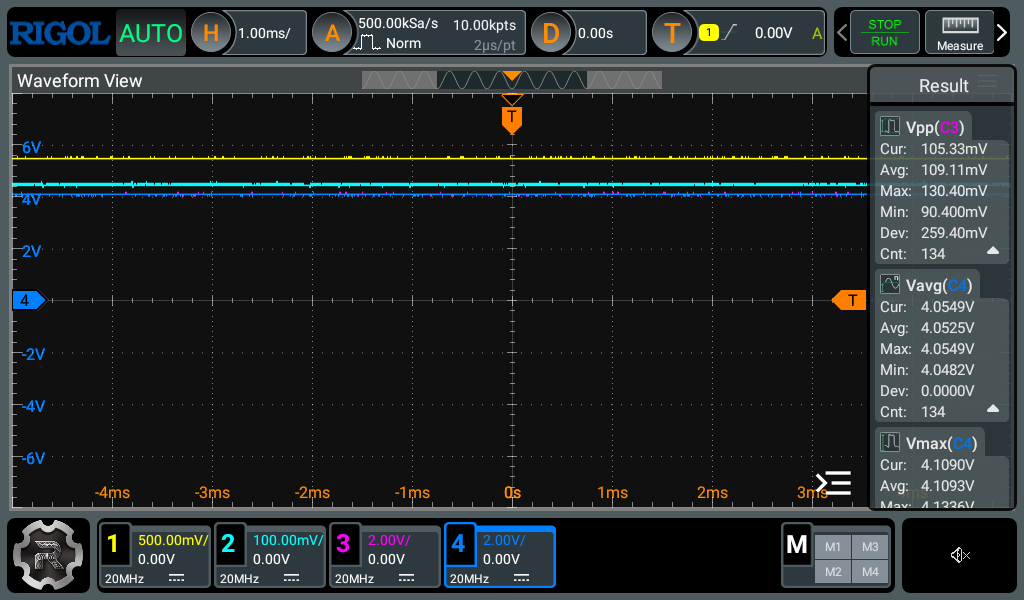 RIGOL AUTO H 1.00ms/ A 500.00kSa/s 10.00kpts D 0.00s T 1 0.00V A STOP
Norm 2µs/pt RUN Measure
Waveform View
Result
T
6V
4V
2V
4
T
-2V
-4V
-6V
-4ms -3ms -2ms -1ms 0s 1ms 2ms 3ms
Vpp(C3)
Cur: 105.33mV
Avg: 109.11mV
Max: 130.40mV
Min: 90.400mV
Dev: 259.40mV
Cnt: 134
n
Vavg(C4)
Cur: 4.0549V
Avg: 4.0525V
Max: 4.0549V
Min: 4.0482V
Dev: 0.0000V
Cnt: 134
Vmax(C4)
Cur: 4.1090V
Avg: 4.1093V
Max: 4.1336V
R
1 500.00mV/ 2 100.00mV/ 3 2.00V/ 4 2.00V/
0.00V 0.00V 0.00V 0.00V
20MHz 20MHz 20MHz 20MHz
M M1 M3
M2 M4